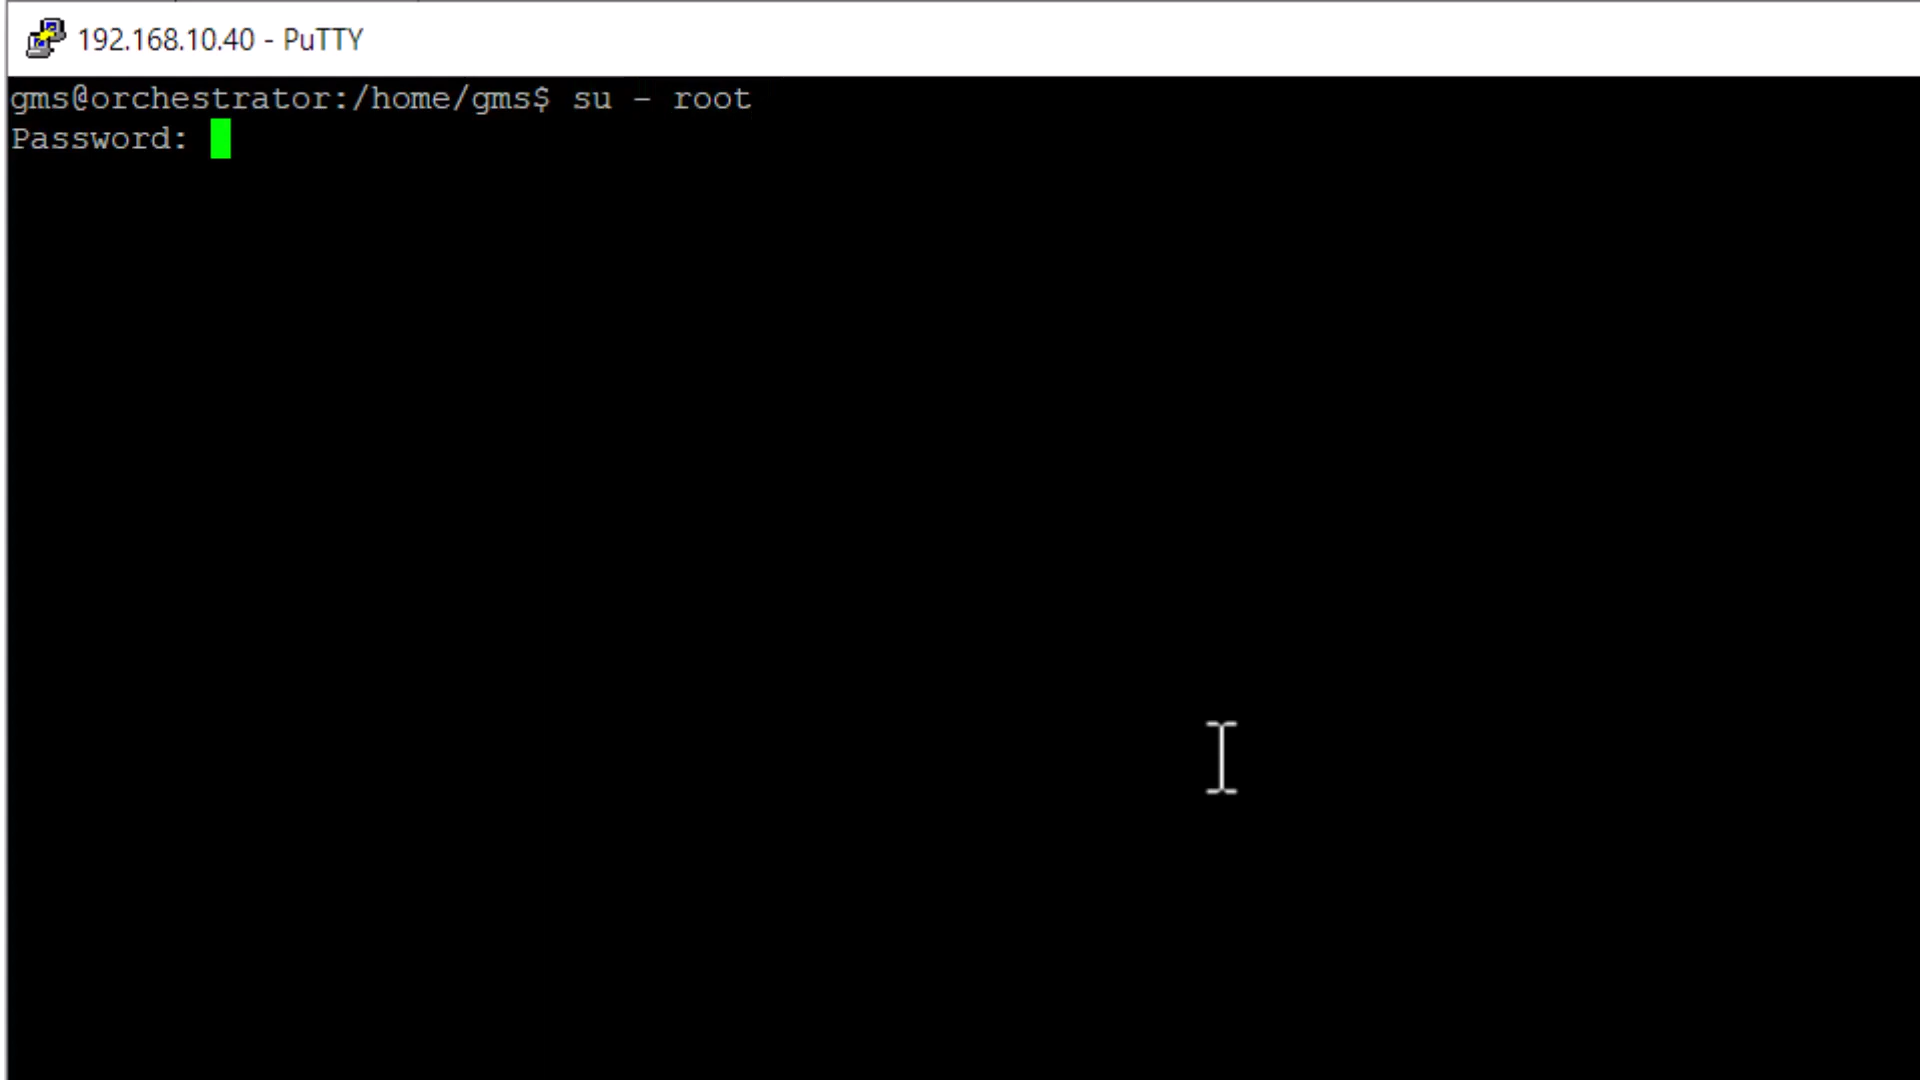 192.168.10.40 - PuTTY
gms@orchestrator:/home/gms$ su - root
Password: